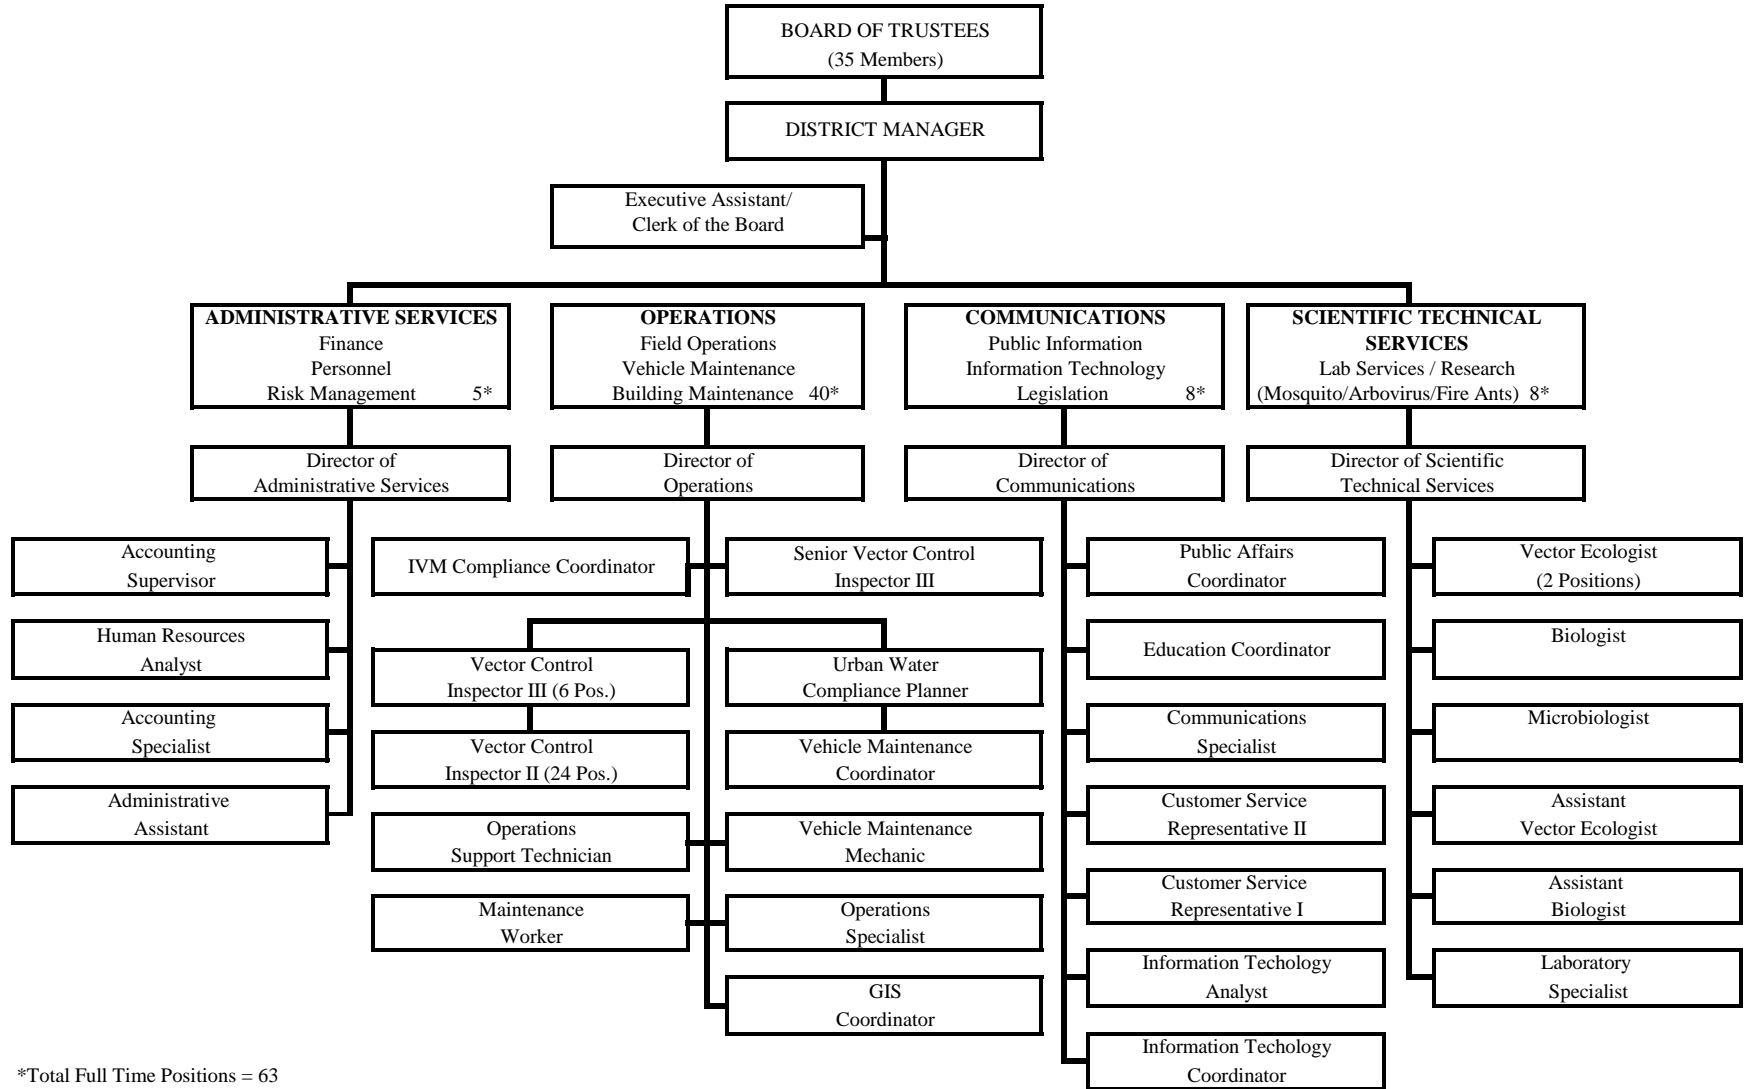 BOARD OF TRUSTEES
(35 Members)
DISTRICT MANAGER
Executive Assistant/
Clerk of the Board
ADMINISTRATIVE SERVICES
Finance
Personnel
Risk Management 5*
OPERATIONS
Field Operations
Vehicle Maintenance
Building Maintenance 40*
COMMUNICATIONS
Public Information
Information Technology
Legislation 8*
SCIENTIFIC TECHNICAL
SERVICES
Lab Services / Research
(Mosquito/Arbovirus/Fire Ants) 8*
Director of
Administrative Services
Director of
Operations
Director of
Communications
Director of Scientific
Technical Services
Accounting
Supervisor
Human Resources
Analyst
Accounting
Specialist
Administrative
Assistant
IVM Compliance Coordinator
Senior Vector Control
Inspector III
Vector Control
Inspector III (6 Pos.)
Urban Water
Compliance Planner
Vector Control
Inspector II (24 Pos.)
Vehicle Maintenance
Coordinator
Operations
Support Technician
Vehicle Maintenance
Mechanic
Maintenance
Worker
Operations
Specialist
GIS
Coordinator
Public Affairs
Coordinator
Education Coordinator
Communications
Specialist
Customer Service
Representative II
Customer Service
Representative I
Information Techology
Analyst
Information Techology
Coordinator
Vector Ecologist
(2 Positions)
Biologist
Microbiologist
Assistant
Vector Ecologist
Assistant
Biologist
Laboratory
Specialist
*Total Full Time Positions = 63